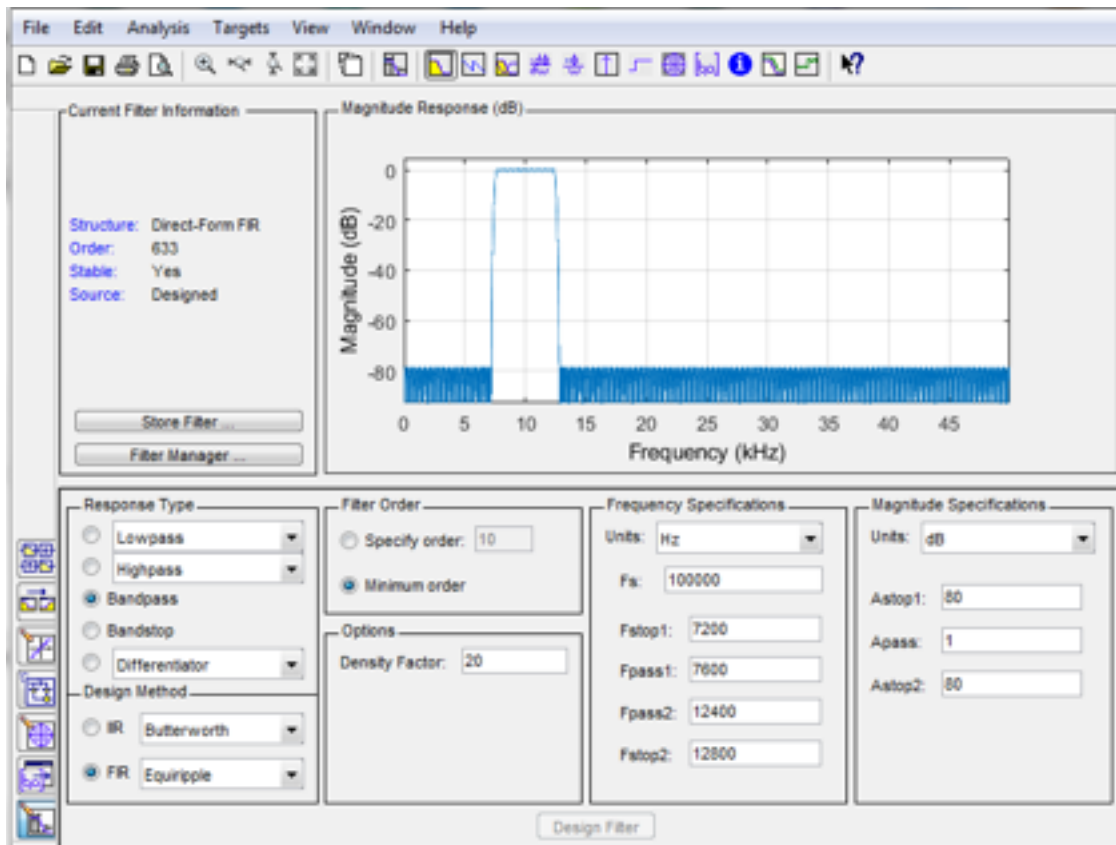 File Edit Analysis Targets View Window Help
Current Filter Information
Structure: Direct-Form FIR
Order: 633
Stable: Yes
Source: Designed
Store Filter ...
Filter Manager ...
Magnitude Response (dB)
Magnitude (dB)
0
-20
-40
-60
-80
0 5 10 15 20 25 30 35 40 45
Frequency (kHz)
Response Type
Lowpass
Highpass
Bandpass
Bandstop
Differentiator
Design Method
IIR Butterworth
FIR Equiripple
Filter Order
Specify order: 10
Minimum order
Options
Density Factor: 20
Frequency Specifications
Units: Hz
Fs: 100000
Fstop1: 7200
Fpass1: 7600
Fpass2: 12400
Fstop2: 12800
Magnitude Specifications
Units: dB
Astop1: 80
Apass: 1
Astop2: 80
Design Filter